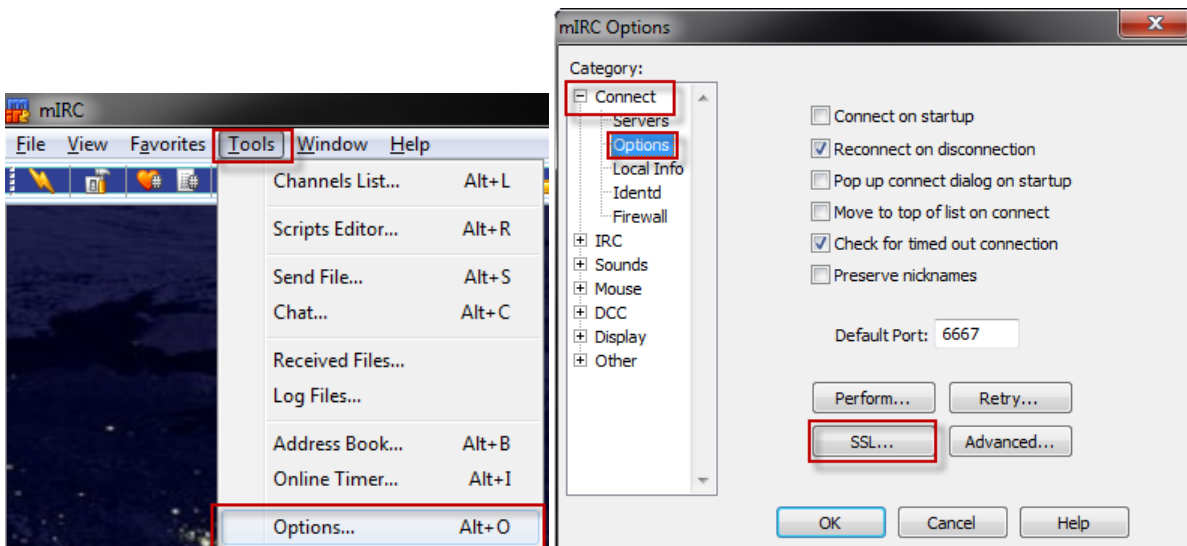 mIRC
File View Favorites Tools Window Help
Channels List... Alt+L
Scripts Editor... Alt+R
Send File... Alt+S
Chat... Alt+C
Received Files...
Log Files...
Address Book... Alt+B
Online Timer... Alt+I
Options... Alt+O
mIRC Options
Category:
Connect
Servers
Options
Local Info
Identd
Firewall
IRC
Sounds
Mouse
DCC
Display
Other
Connect on startup
Reconnect on disconnection
Pop up connect dialog on startup
Move to top of list on connect
Check for timed out connection
Preserve nicknames
Default Port: 6667
Perform... Retry...
SSL... Advanced...
OK Cancel Help